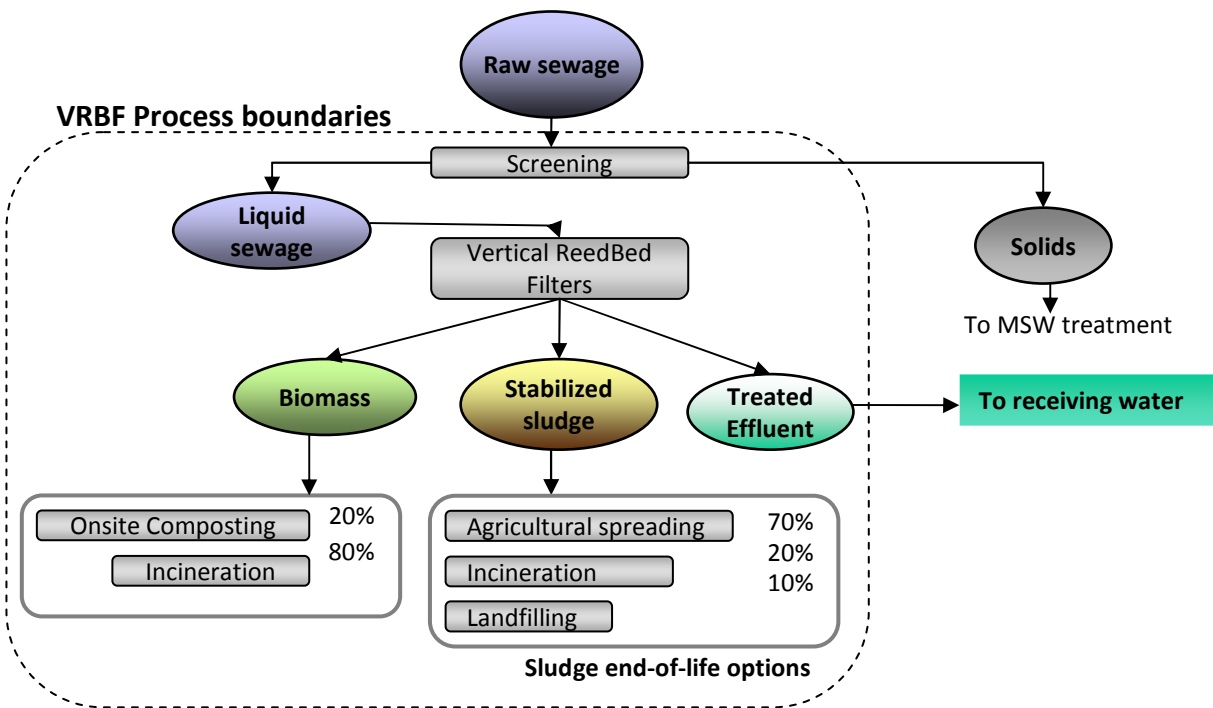 Raw sewage
VRBF Process boundaries
Screening
Liquid
sewage
Vertical ReedBed
Filters
Solids
To MSW treatment
Biomass
Stabilized
sludge
Treated
Effluent
To receiving water
Onsite Composting 20%
80%
Incineration
Agricultural spreading 70%
20%
Incineration
10%
Landfilling
Sludge end-of-life options